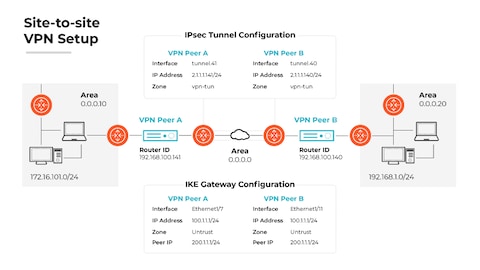 Site-to-site
VPN Setup
IPsec Tunnel Configuration
VPN Peer A VPN Peer B
Interface tunnel.41 Interface tunnel.40
IP Address 2.1.1.141/24 IP Address 2.1.1.140/24
Zone vpn-tun Zone vpn-tun
Area
0.0.0.10
Area
0.0.0.20
VPN Peer A
VPN Peer B
Router ID
192.168.100.141
Area
0.0.0.0
Router ID
192.168.100.140
172.16.101.0/24
192.168.1.0/24
IKE Gateway Configuration
VPN Peer A VPN Peer B
Interface Ethernet1/7 Interface Ethernet1/11
IP Address 100.1.1.1/24 IP Address 100.1.1.1/24
Zone Untrust Zone Untrust
Peer IP 200.1.1.1/24 Peer IP 200.1.1.1/24